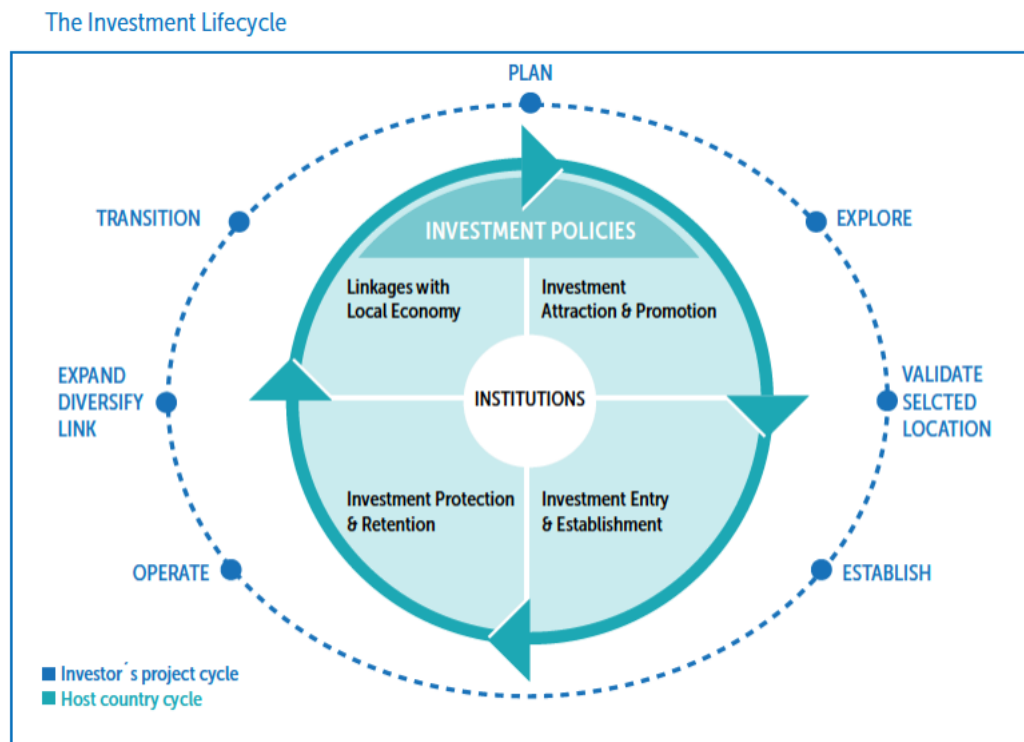 The Investment Lifecycle
PLAN
TRANSITION
EXPLORE
INVESTMENT POLICIES
Linkages with
Local Economy
Investment
Attraction & Promotion
EXPAND
DIVERSIFY
LINK
INSTITUTIONS
VALIDATE
SELCTED
LOCATION
Investment Protection
& Retention
Investment Entry
& Establishment
OPERATE
ESTABLISH
Investor´s project cycle
Host country cycle